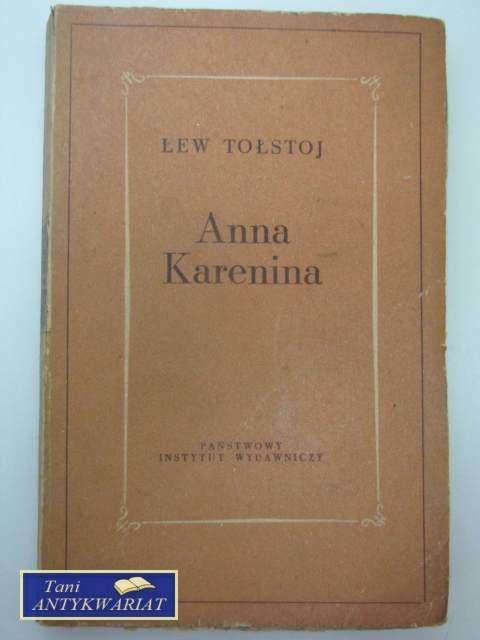 ŁEW TOŁSTOJ
Anna
Karenina
PAŃSTWOWY
INSTYTUT WYDAWNICZY
Tani
ANTYKWARIAT